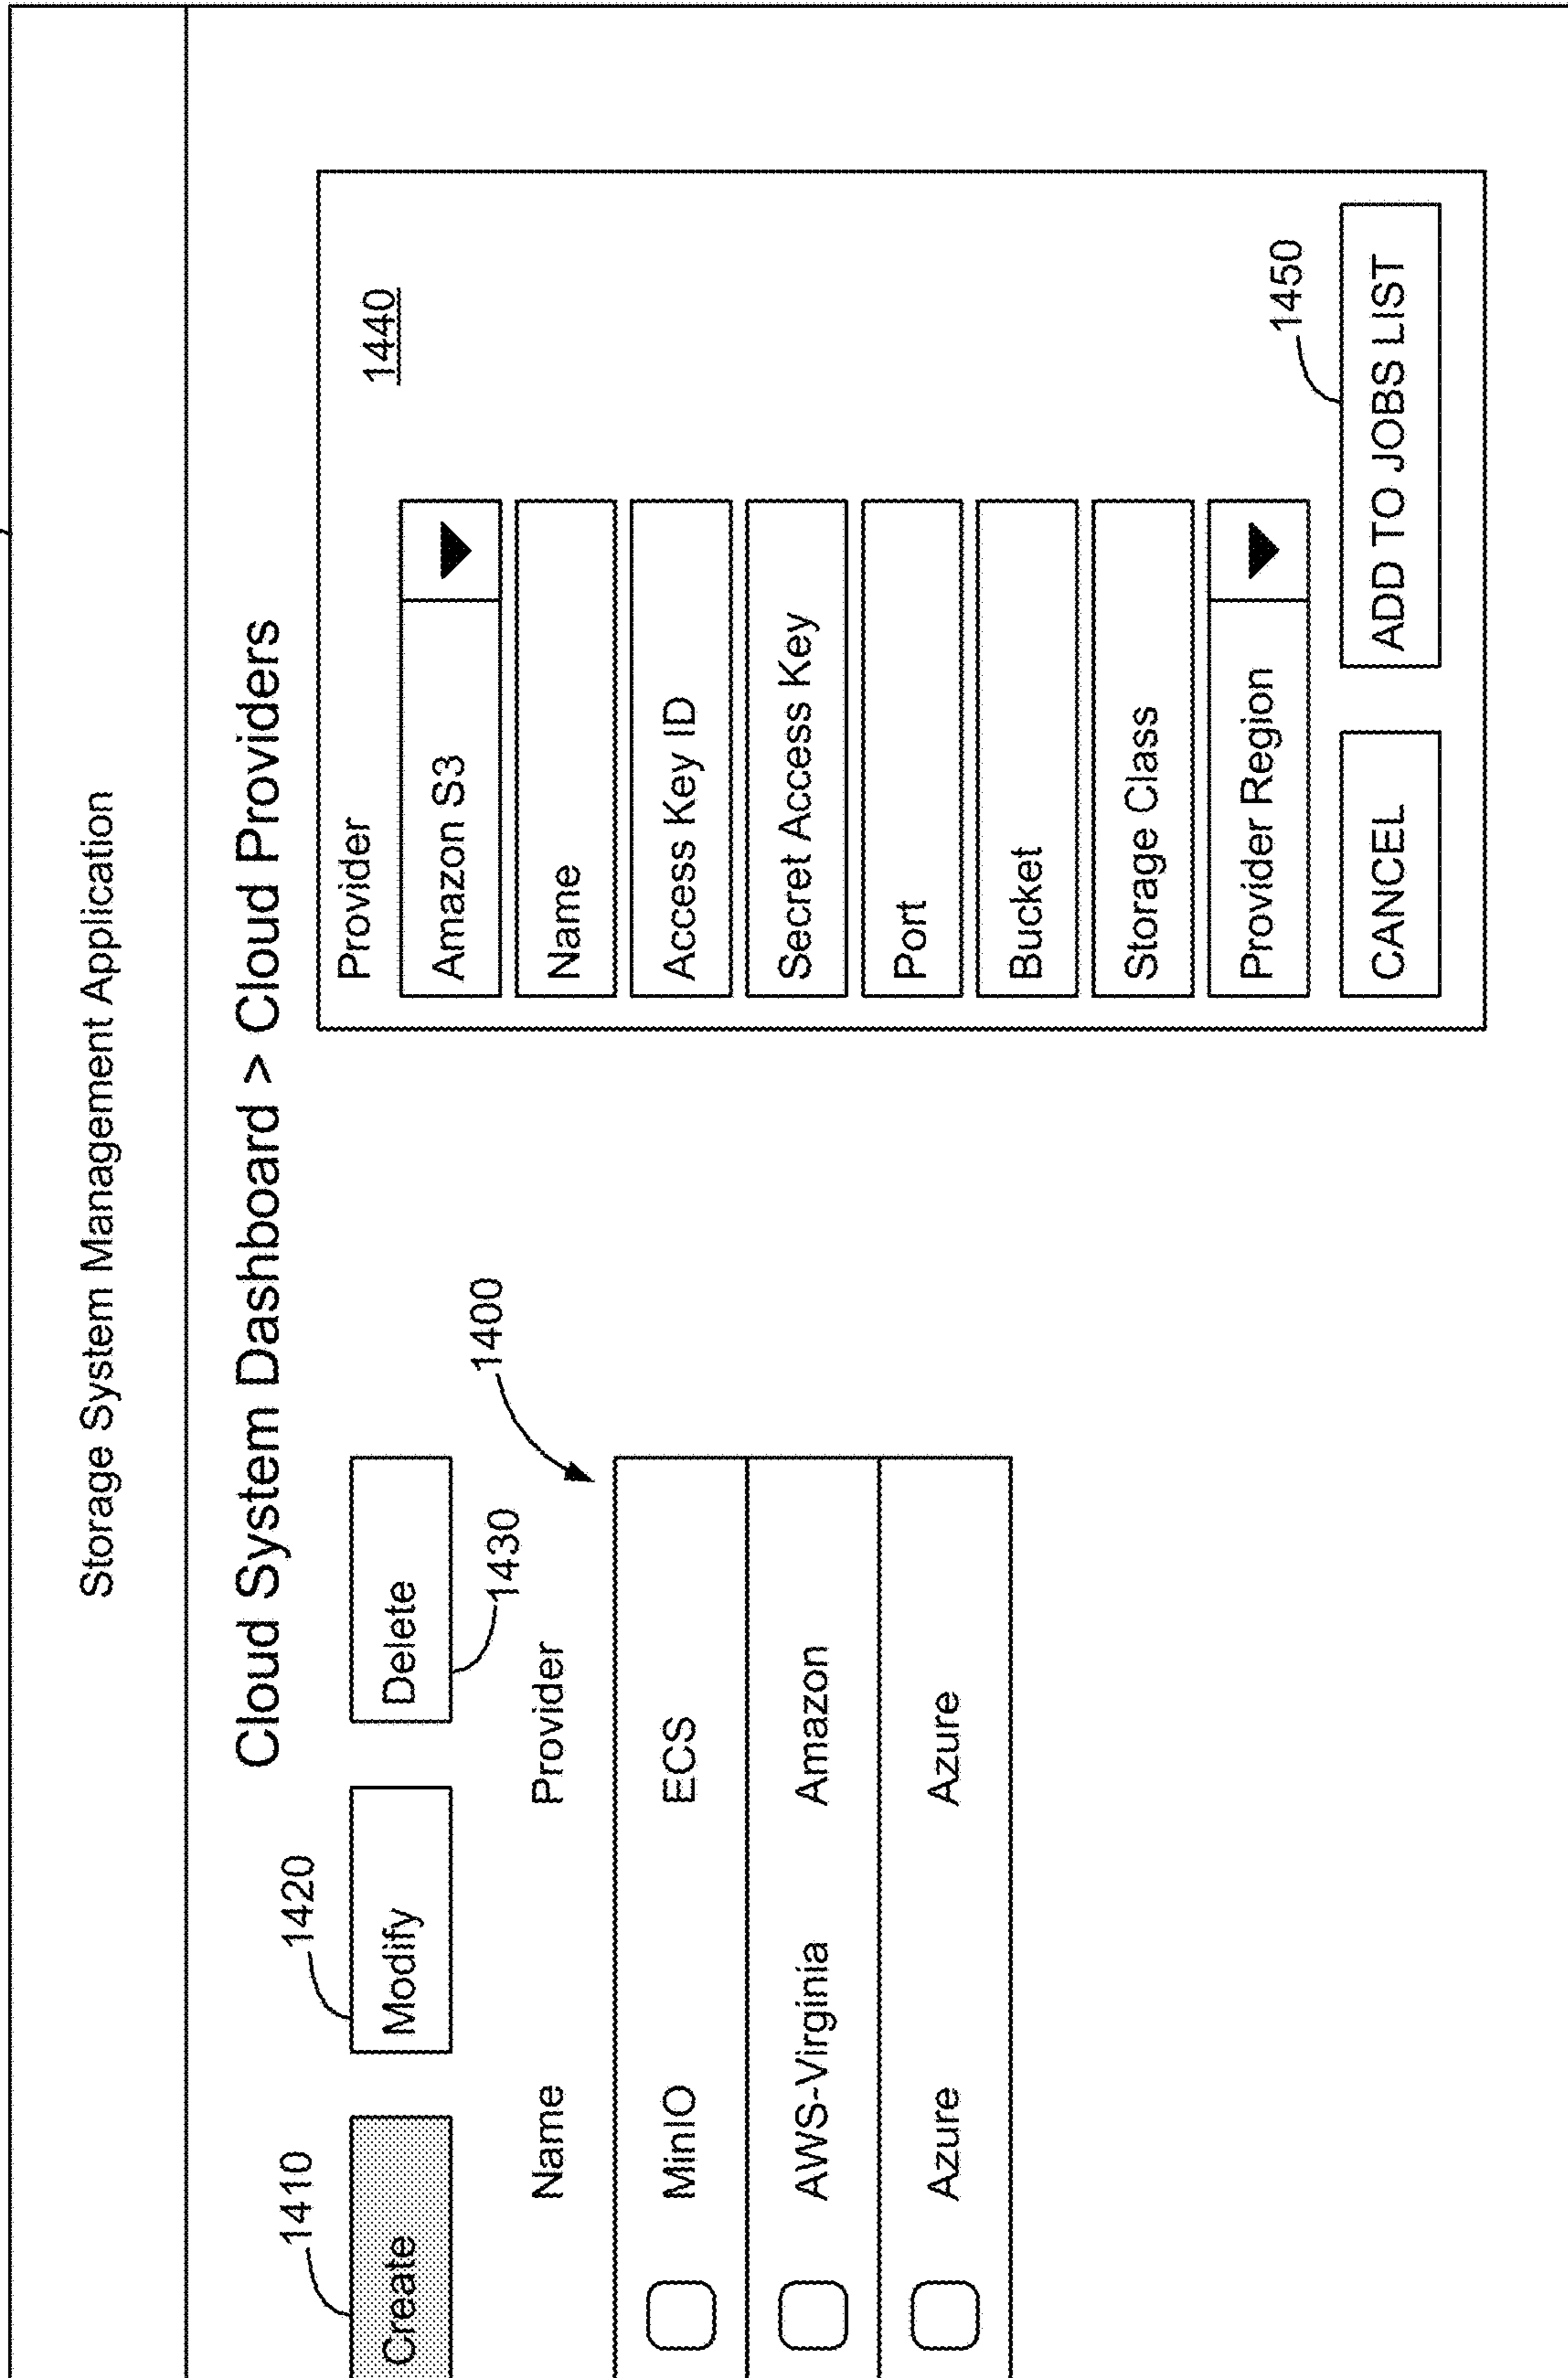 Storage System Management Application
Cloud System Dashboard > Cloud Providers
1410
1420
Create
Modify
Delete
1430
1400
Name Provider
MinIO ECS
AWS-Virginia Amazon
Azure Azure
Provider
1440
Amazon S3
Name
Access Key ID
Secret Access Key
Port
Bucket
Storage Class
Provider Region
1450
CANCEL
ADD TO JOBS LIST